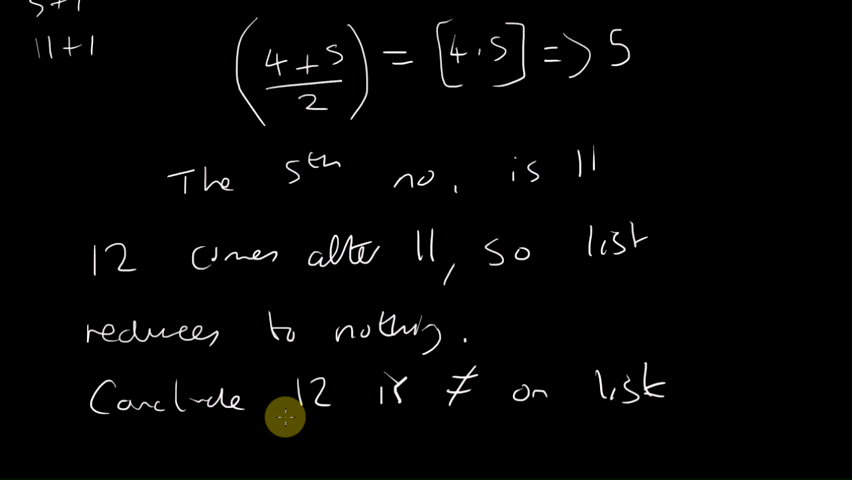 5+1
11+1
(4+5/2) = [4.5] => 5
The 5th no. is 11
12 comes after 11, so list
reduces to nothing.
Conclude 12 is ≠ on list